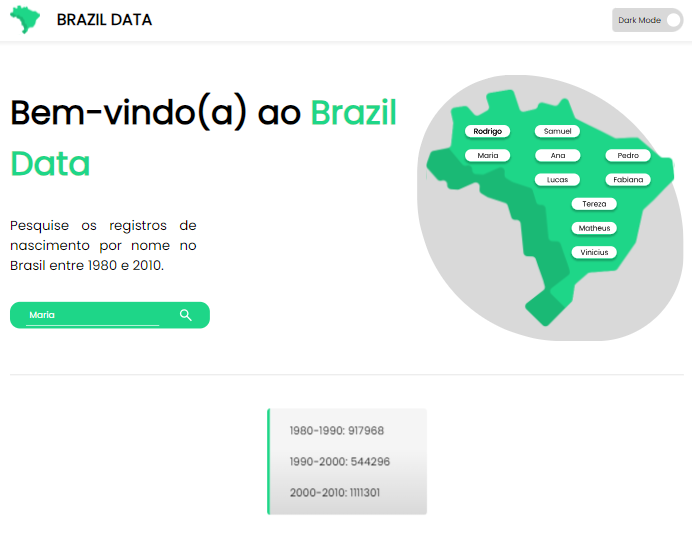 BRAZIL DATA
Dark Mode
Bem-vindo(a) ao Brazil
Data
Pesquise os registros de
nascimento por nome no
Brasil entre 1980 e 2010.
Maria
Rodrigo
Samuel
Maria
Ana
Pedro
Lucas
Fabiana
Tereza
Matheus
Vinicius
1980-1990: 917968
1990-2000: 544296
2000-2010: 1111301